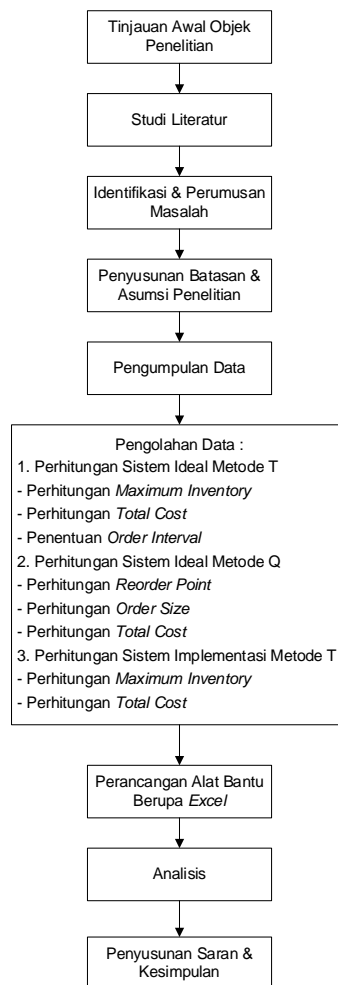 Tinjauan Awal Objek
Penelitian
Studi Literatur
Identifikasi & Perumusan
Masalah
Penyusunan Batasan &
Asumsi Penelitian
Pengumpulan Data
Pengolahan Data :
1. Perhitungan Sistem Ideal Metode T
- Perhitungan Maximum Inventory
- Perhitungan Total Cost
- Penentuan Order Interval
2. Perhitungan Sistem Ideal Metode Q
- Perhitungan Reorder Point
- Perhitungan Order Size
- Perhitungan Total Cost
3. Perhitungan Sistem Implementasi Metode T
- Perhitungan Maximum Inventory
- Perhitungan Total Cost
Perancangan Alat Bantu
Berupa Excel
Analisis
Penyusunan Saran &
Kesimpulan